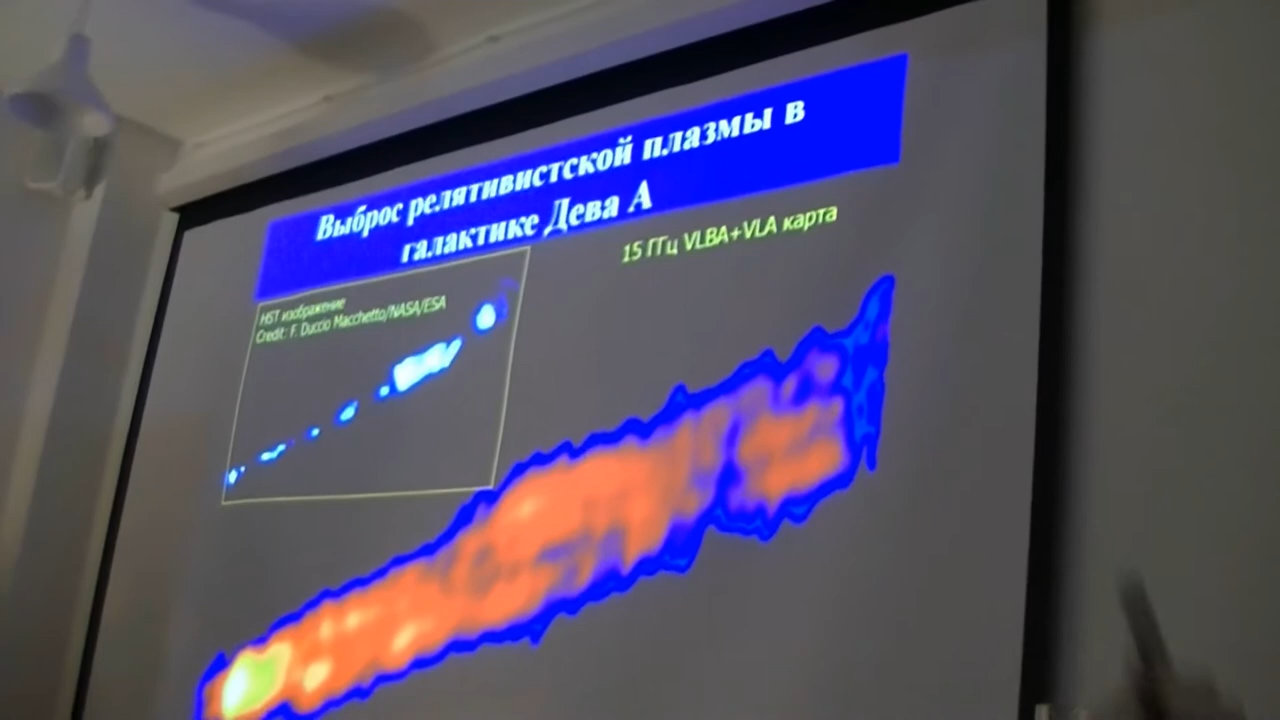 Выброс релятивистской плазмы в
галактике Дева А
15 ГГц VLBA+VLA карта
HST изображение
Credit: F. Duccio Macchetto/NASA/ESA